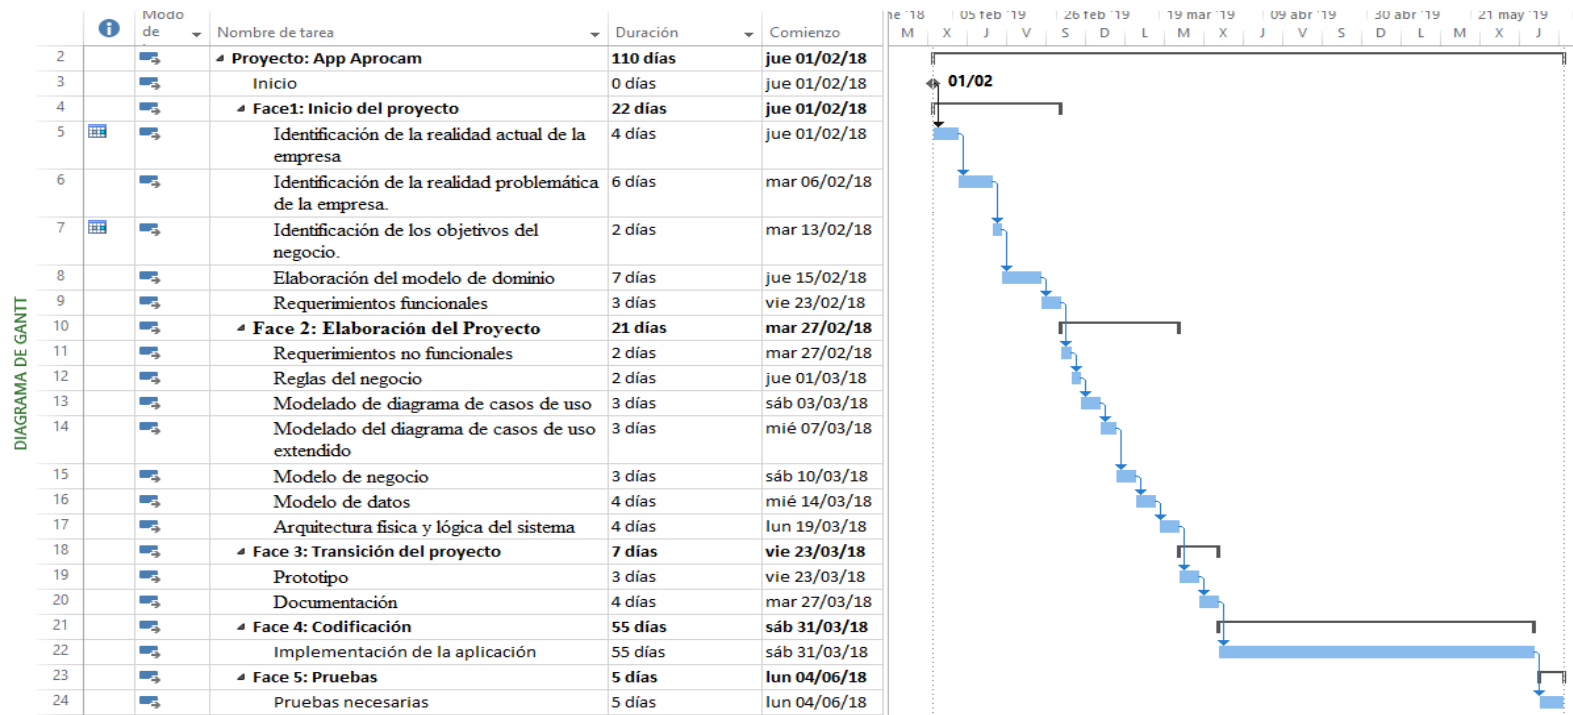 ne '18 05 feb '19 26 feb '19 19 mar '19 09 abr '19 30 abr '19 21 may '19
Modo de
Nombre de tarea Duración Comienzo M X J V S D L M X J V S D L M X J
2 Proyecto: App Aprocam 110 días jue 01/02/18
3 Inicio 0 días jue 01/02/18 01/02
4 Face1: Inicio del proyecto 22 días jue 01/02/18
5 Identificación de la realidad actual de la 4 días jue 01/02/18
empresa
6 Identificación de la realidad problemática 6 días mar 06/02/18
de la empresa.
7 Identificación de los objetivos del 2 días mar 13/02/18
negocio.
8 Elaboración del modelo de dominio 7 días jue 15/02/18
9 Requerimientos funcionales 3 días vie 23/02/18
10 Face 2: Elaboración del Proyecto 21 días mar 27/02/18
11 Requerimientos no funcionales 2 días mar 27/02/18
12 Reglas del negocio 2 días jue 01/03/18
13 Modelado de diagrama de casos de uso 3 días sáb 03/03/18
14 Modelado del diagrama de casos de uso 3 días mié 07/03/18
extendido
15 Modelo de negocio 3 días sáb 10/03/18
16 Modelo de datos 4 días mié 14/03/18
17 Arquitectura física y lógica del sistema 4 días lun 19/03/18
18 Face 3: Transición del proyecto 7 días vie 23/03/18
19 Prototipo 3 días vie 23/03/18
20 Documentación 4 días mar 27/03/18
21 Face 4: Codificación 55 días sáb 31/03/18
22 Implementación de la aplicación 55 días sáb 31/03/18
23 Face 5: Pruebas 5 días lun 04/06/18
24 Pruebas necesarias 5 días lun 04/06/18
DIAGRAMA DE GANTT